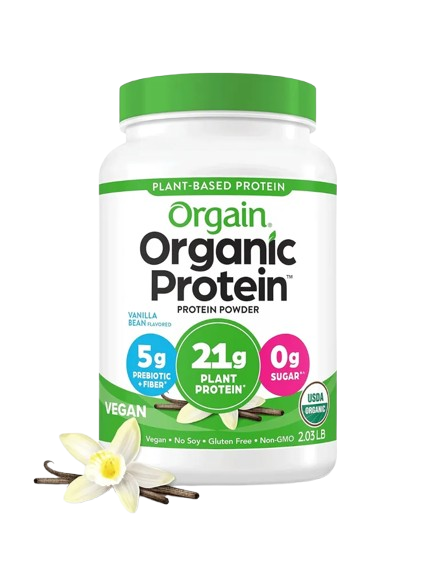 PLANT-BASED PROTEIN
Orgain®
Organic
Protein™
PROTEIN POWDER
VANILLA
BEAN FLAVORED
5g
PREBIOTIC
+ FIBER*
21g
PLANT
PROTEIN*
0g
SUGAR*^
USDA
ORGANIC
VEGAN
Vegan • No Soy • Gluten Free • Non-GMO
2.03 LB